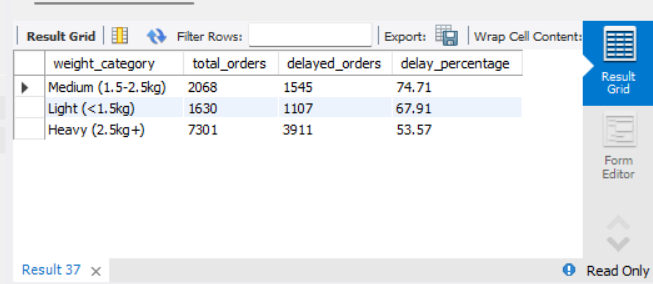 Result Grid Filter Rows: Export: Wrap Cell Content:
weight_category total_orders delayed_orders delay_percentage
Medium (1.5-2.5kg) 2068 1545 74.71
Light (<1.5kg) 1630 1107 67.91
Heavy (2.5kg+) 7301 3911 53.57
Result
Grid
Form
Editor
Result 37 Read Only